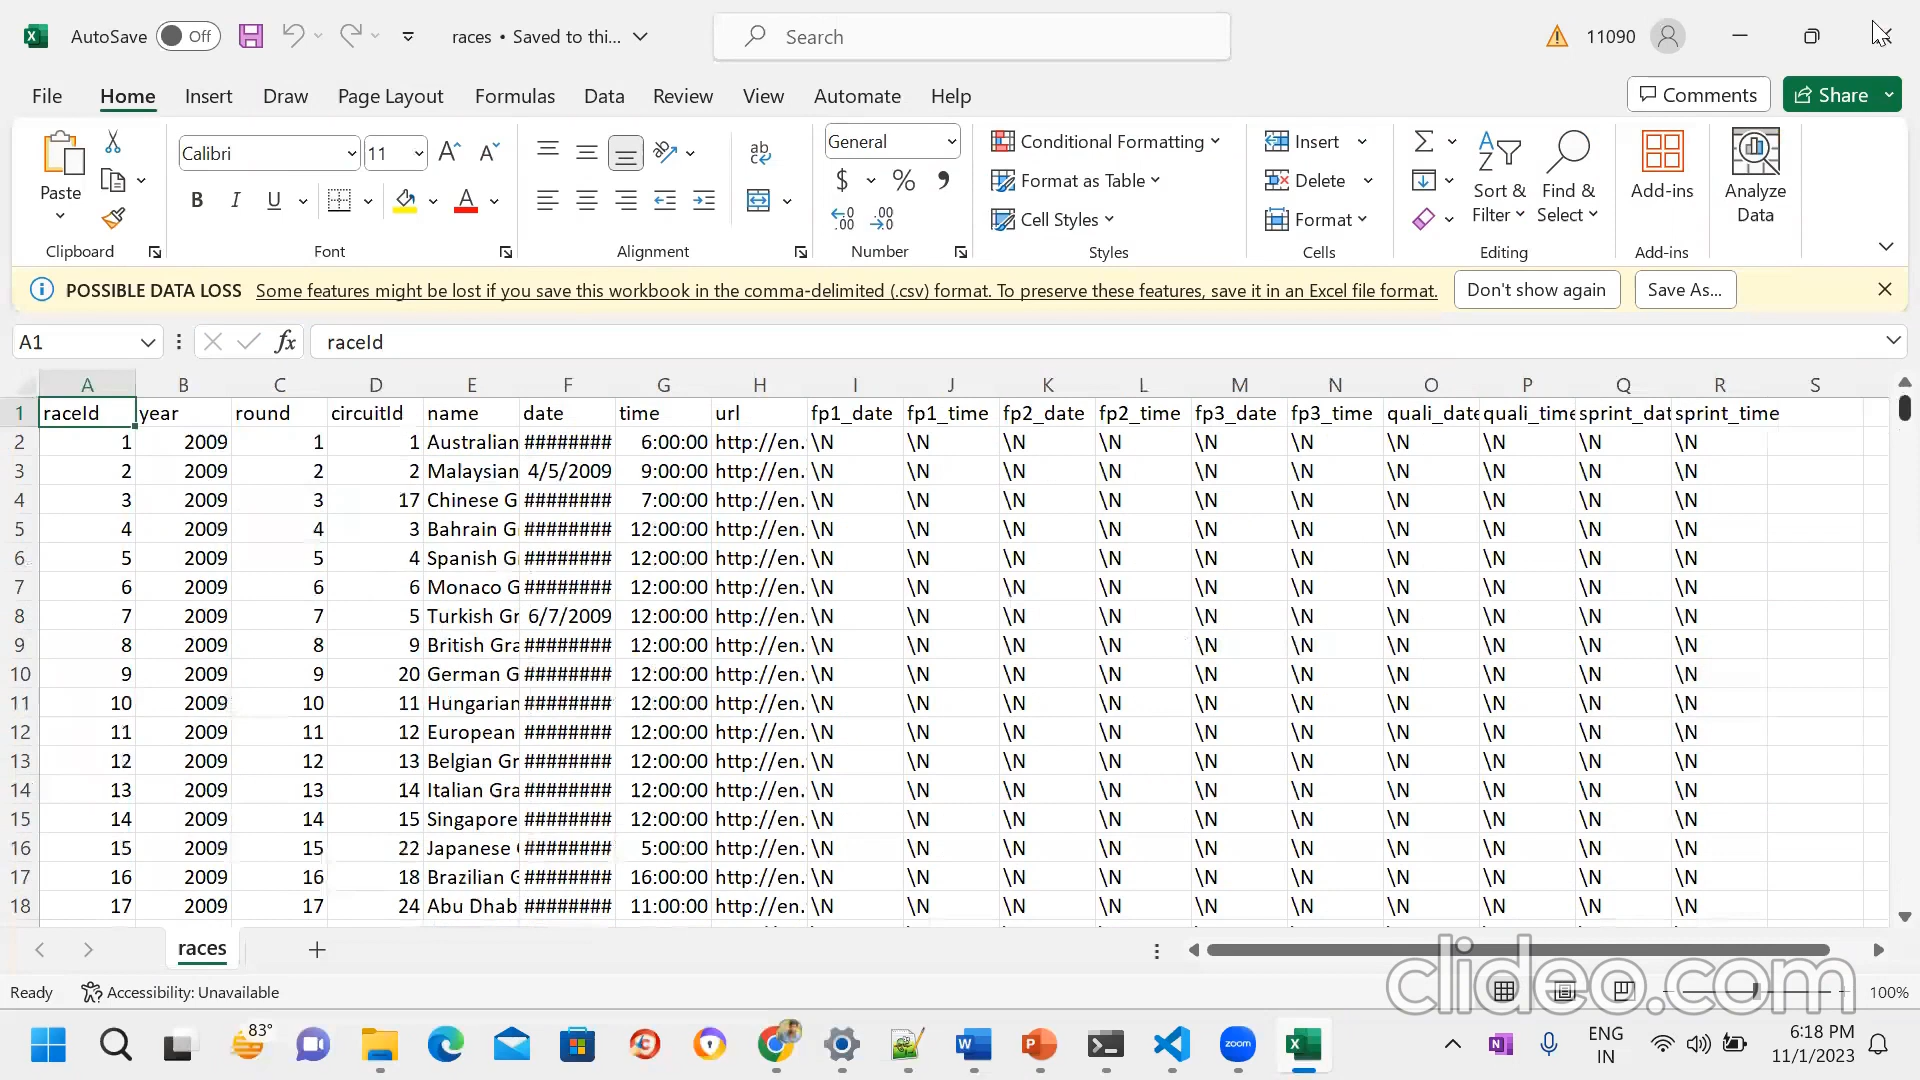 AutoSave Off races • Saved to thi... Search 11090
File Home Insert Draw Page Layout Formulas Data Review View Automate Help Comments Share
Paste Calibri 11 General Conditional Formatting Format as Table Cell Styles Insert Delete Format Sort & Filter Find & Select Add-ins Analyze Data
Clipboard Font Alignment Number Styles Cells Editing Add-ins
POSSIBLE DATA LOSS Some features might be lost if you save this workbook in the comma-delimited (.csv) format. To preserve these features, save it in an Excel file format. Don't show again Save As...
A1 fx raceId
A B C D E F G H I J K L M N O P Q R S
1 raceId year round circuitId name date time url fp1_date fp1_time fp2_date fp2_time fp3_date fp3_time quali_date quali_time sprint_dat sprint_time
2 1 2009 1 1 Australian ######## 6:00:00 http://en. \N \N \N \N \N \N \N \N \N \N
3 2 2009 2 2 Malaysian 4/5/2009 9:00:00 http://en. \N \N \N \N \N \N \N \N \N \N
4 3 2009 3 17 Chinese G ######## 7:00:00 http://en. \N \N \N \N \N \N \N \N \N \N
5 4 2009 4 3 Bahrain G ######## 12:00:00 http://en. \N \N \N \N \N \N \N \N \N \N
6 5 2009 5 4 Spanish G ######## 12:00:00 http://en. \N \N \N \N \N \N \N \N \N \N
7 6 2009 6 6 Monaco G ######## 12:00:00 http://en. \N \N \N \N \N \N \N \N \N \N
8 7 2009 7 5 Turkish Gr 6/7/2009 12:00:00 http://en. \N \N \N \N \N \N \N \N \N \N
9 8 2009 8 9 British Gra ######## 12:00:00 http://en. \N \N \N \N \N \N \N \N \N \N
10 9 2009 9 20 German G ######## 12:00:00 http://en. \N \N \N \N \N \N \N \N \N \N
11 10 2009 10 11 Hungarian ######## 12:00:00 http://en. \N \N \N \N \N \N \N \N \N \N
12 11 2009 11 12 European ######## 12:00:00 http://en. \N \N \N \N \N \N \N \N \N \N
13 12 2009 12 13 Belgian Gr ######## 12:00:00 http://en. \N \N \N \N \N \N \N \N \N \N
14 13 2009 13 14 Italian Gra ######## 12:00:00 http://en. \N \N \N \N \N \N \N \N \N \N
15 14 2009 14 15 Singapore ######## 12:00:00 http://en. \N \N \N \N \N \N \N \N \N \N
16 15 2009 15 22 Japanese ######## 5:00:00 http://en. \N \N \N \N \N \N \N \N \N \N
17 16 2009 16 18 Brazilian G ######## 16:00:00 http://en. \N \N \N \N \N \N \N \N \N \N
18 17 2009 17 24 Abu Dhab ######## 11:00:00 http://en. \N \N \N \N \N \N \N \N \N \N
races
clideo.com
Ready Accessibility: Unavailable 100%
83° zoom ENG IN 6:18 PM 11/1/2023